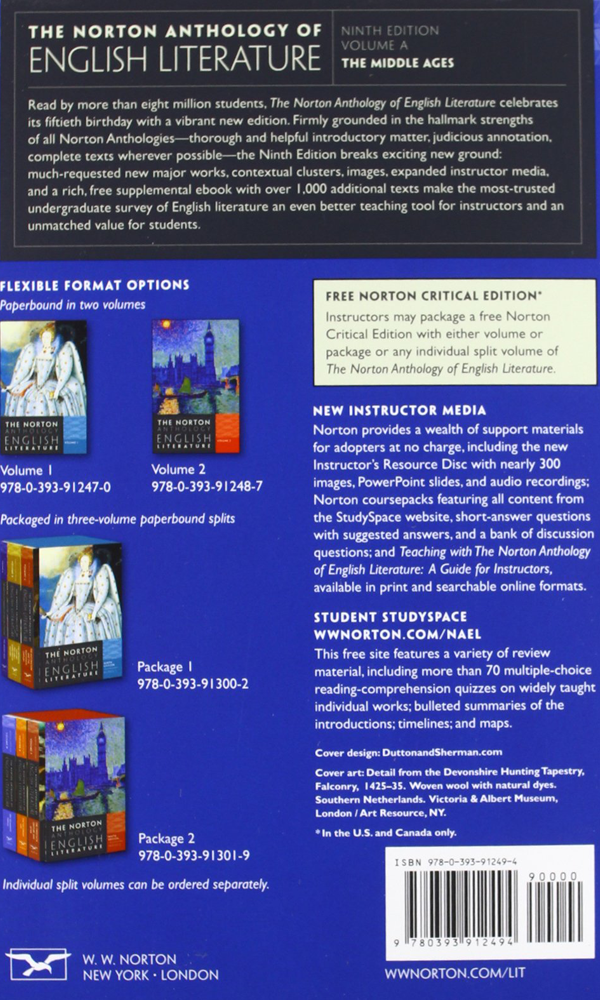 THE NORTON ANTHOLOGY OF
ENGLISH LITERATURE
NINTH EDITION
VOLUME A
THE MIDDLE AGES
Read by more than eight million students, The Norton Anthology of English Literature celebrates
its fiftieth birthday with a vibrant new edition. Firmly grounded in the hallmark strengths
of all Norton Anthologies—thorough and helpful introductory matter, judicious annotation,
complete texts wherever possible—the Ninth Edition breaks exciting new ground:
much-requested new major works, contextual clusters, images, expanded instructor media,
and a rich, free supplemental ebook with over 1,000 additional texts make the most-trusted
undergraduate survey of English literature an even better teaching tool for instructors and an
unmatched value for students.
FLEXIBLE FORMAT OPTIONS
Paperbound in two volumes
THE NORTON
ANTHOLOGY
ENGLISH
LITERATURE
THE NORTON
ANTHOLOGY
ENGLISH
LITERATURE
Volume 1
978-0-393-91247-0
Volume 2
978-0-393-91248-7
Packaged in three-volume paperbound splits
THE NORTON
ANTHOLOGY
ENGLISH
LITERATURE
Package 1
978-0-393-91300-2
THE NORTON
ANTHOLOGY
ENGLISH
LITERATURE
Package 2
978-0-393-91301-9
Individual split volumes can be ordered separately.
W. W. NORTON
NEW YORK • LONDON
FREE NORTON CRITICAL EDITION*
Instructors may package a free Norton
Critical Edition with either volume or
package or any individual split volume of
The Norton Anthology of English Literature.
NEW INSTRUCTOR MEDIA
Norton provides a wealth of support materials
for adopters at no charge, including the new
Instructor's Resource Disc with nearly 300
images, PowerPoint slides, and audio recordings;
Norton coursepacks featuring all content from
the StudySpace website, short-answer questions
with suggested answers, and a bank of discussion
questions; and Teaching with The Norton Anthology
of English Literature: A Guide for Instructors,
available in print and searchable online formats.
STUDENT STUDYSPACE
WWNORTON.COM/NAEL
This free site features a variety of review
material, including more than 70 multiple-choice
reading-comprehension quizzes on widely taught
individual works; bulleted summaries of the
introductions; timelines; and maps.
Cover design: DuttonandSherman.com
Cover art: Detail from the Devonshire Hunting Tapestry,
Falconry, 1425–35. Woven wool with natural dyes.
Southern Netherlands. Victoria & Albert Museum,
London / Art Resource, NY.
*In the U.S. and Canada only.
ISBN 978-0-393-91249-4
90000
9 780393 912494
WWNORTON.COM/LIT